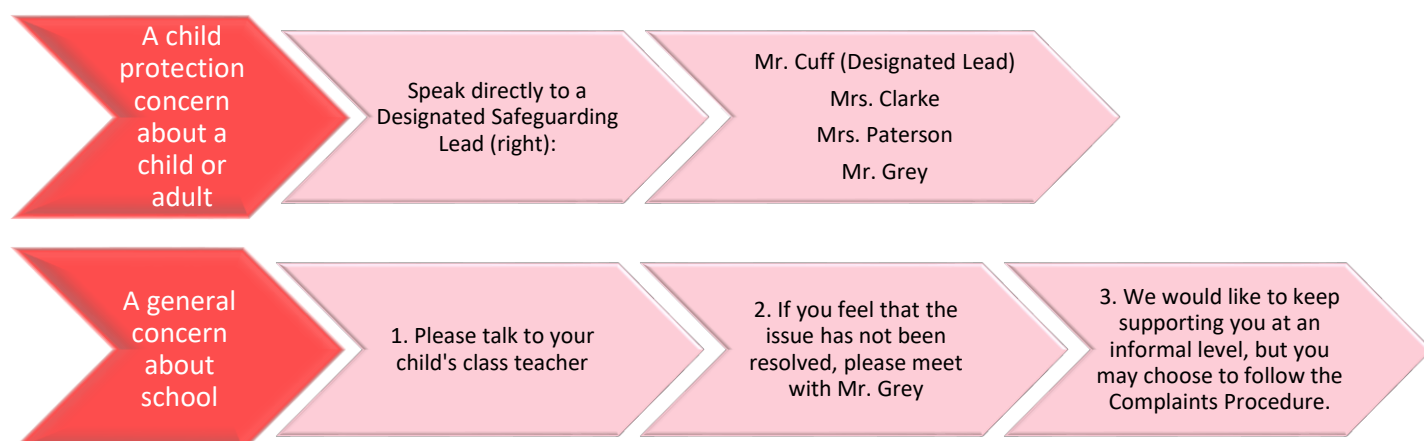 A child
protection
concern
about a
child or
adult
Speak directly to a
Designated Safeguarding
Lead (right):
Mr. Cuff (Designated Lead)
Mrs. Clarke
Mrs. Paterson
Mr. Grey
A general
concern
about
school
1. Please talk to your
child's class teacher
2. If you feel that the
issue has not been
resolved, please meet
with Mr. Grey
3. We would like to keep
supporting you at an
informal level, but you
may choose to follow the
Complaints Procedure.